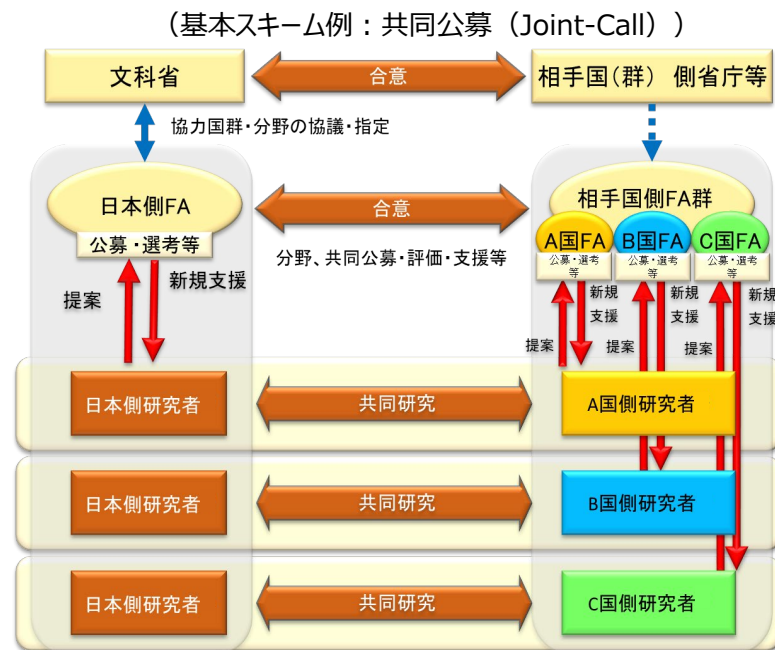 （基本スキーム例：共同公募（Joint-Call））
文科省
合意
相手国（群） 側省庁等
協力国群・分野の協議・指定
日本側FA
合意
相手国側FA群
公募・選考等
A国FA
B国FA
C国FA
公募・選考
等
公募・選考
等
公募・選考
等
分野、共同公募・評価・支援等
提案
新規支援
新規
支援
新規
支援
新規
支援
提案
提案
提案
日本側研究者
共同研究
A国側研究者
日本側研究者
共同研究
B国側研究者
日本側研究者
共同研究
C国側研究者